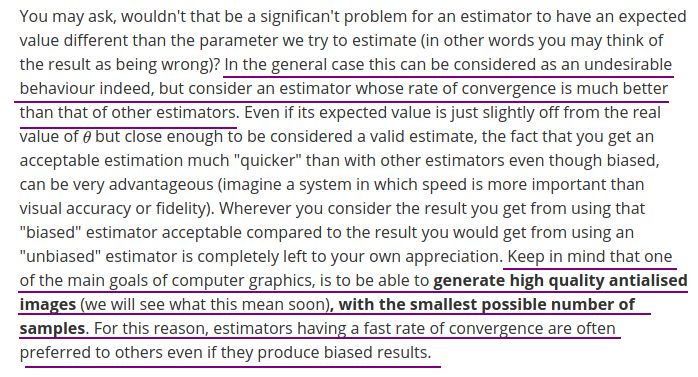 You may ask, wouldn't that be a significan't problem for an estimator to have an expected
value different than the parameter we try to estimate (in other words you may think of
the result as being wrong)? In the general case this can be considered as an undesirable
behaviour indeed, but consider an estimator whose rate of convergence is much better
than that of other estimators. Even if its expected value is just slightly off from the real
value of θ but close enough to be considered a valid estimate, the fact that you get an
acceptable estimation much "quicker" than with other estimators even though biased,
can be very advantageous (imagine a system in which speed is more important than
visual accuracy or fidelity). Wherever you consider the result you get from using that
"biased" estimator acceptable compared to the result you would get from using an
"unbiased" estimator is completely left to your own appreciation. Keep in mind that one
of the main goals of computer graphics, is to be able to generate high quality antialised
images (we will see what this mean soon), with the smallest possible number of
samples. For this reason, estimators having a fast rate of convergence are often
preferred to others even if they produce biased results.